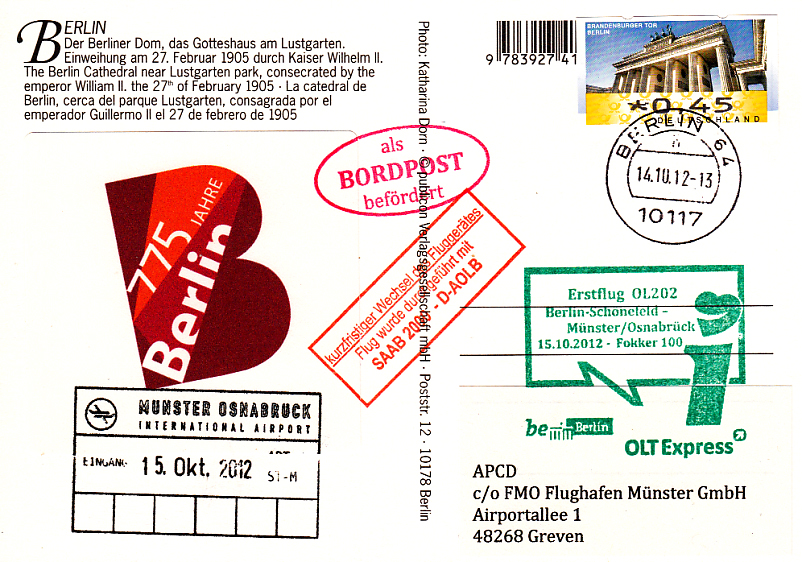 BERLIN
Der Berliner Dom, das Gotteshaus am Lustgarten.
Einweihung am 27. Februar 1905 durch Kaiser Wilhelm II.
The Berlin Cathedral near Lustgarten park, consecrated by the
emperor William II. the 27th of February 1905 · La catedral de
Berlin, cerca del parque Lustgarten, consagrada por el
emperador Guillermo II el 27 de febrero de 1905
Photo: Katharina Dorn · © publicon Verlagsgesellschaft mbH · Poststr. 12 · 10178 Berlin
9 783927 41
BRANDENBURGER TOR
BERLIN
*0,45
DEUTSCHLAND
BERLIN 64
h
14.10.12-13
10117
als
BORDPOST
befördert
775 JAHRE
Berlin
kurzfristiger Wechsel des Fluggerätes
Flug wurde durchgeführt mit
SAAB 2000 - D-AOLB
Erstflug OL202
Berlin-Schönefeld -
Münster/Osnabrück
15.10.2012 - Fokker 100
be Berlin
OLT Express
MÜNSTER OSNABRÜCK
INTERNATIONAL AIRPORT
EINGANG
15. Okt. 2012
ST-M
APCD
c/o FMO Flughafen Münster GmbH
Airportallee 1
48268 Greven